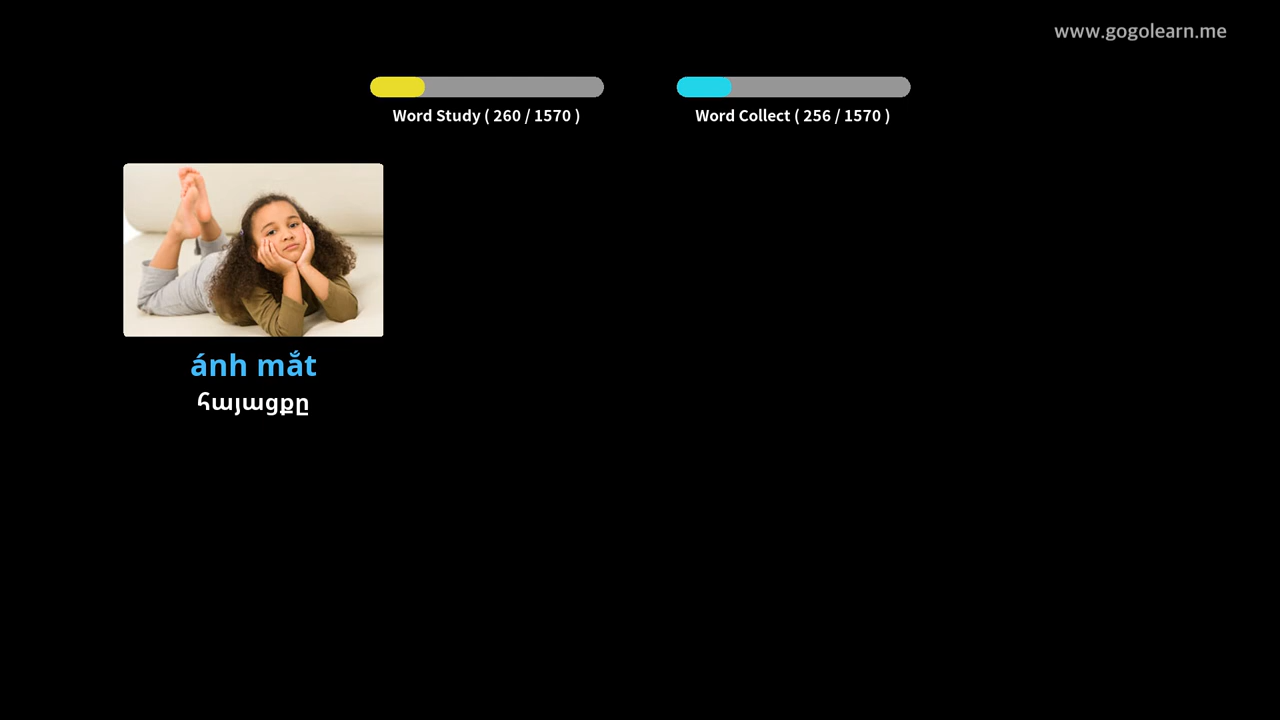 www.gogolearn.me
Word Study ( 260 / 1570 )
Word Collect ( 256 / 1570 )
ánh mắt
հայացքը